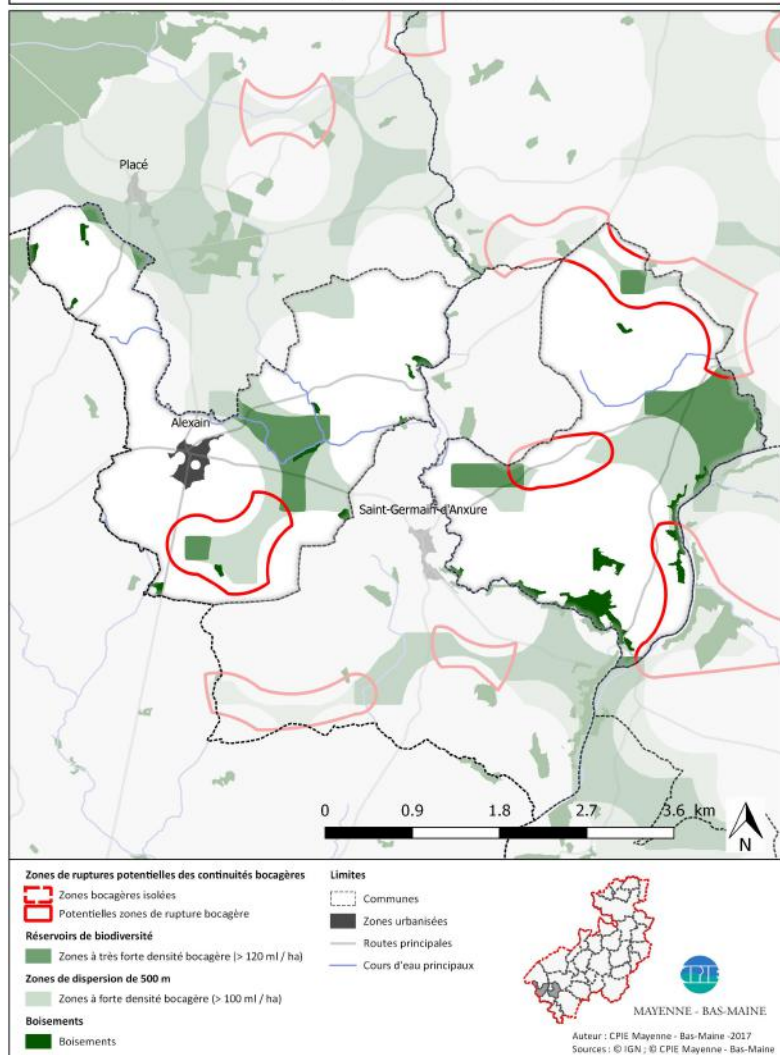 Placé
Alexain
Saint-Germain-d'Anxure
0 0.9 1.8 2.7 3.6 km
N
Zones de ruptures potentielles des continuités bocagères
Zones bocagères isolées
Potentielles zones de rupture bocagère
Réservoirs de biodiversité
Zones à très forte densité bocagère (> 120 ml / ha)
Zones de dispersion de 500 m
Zones à forte densité bocagère (> 100 ml / ha)
Boisements
Boisements
Limites
Communes
Zones urbanisées
Routes principales
Cours d'eau principaux
CPIE
MAYENNE - BAS-MAINE
Auteur : CPIE Mayenne - Bas-Maine -2017
Sources : © IGN ; © CPIE Mayenne - Bas-Maine